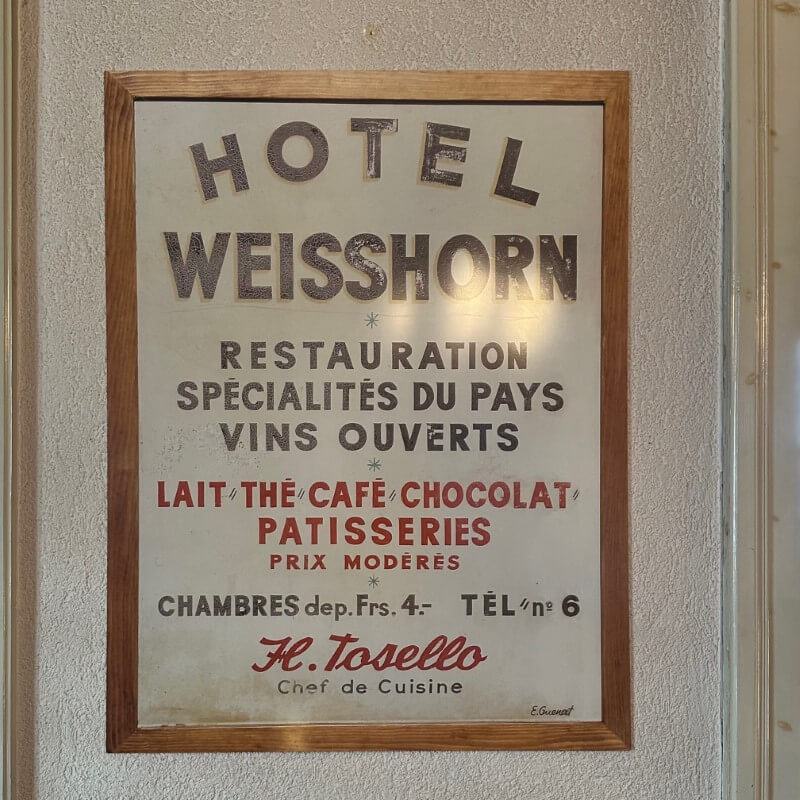 HOTEL
WEISSHORN
RESTAURATION
SPÉCIALITÉS DU PAYS
VINS OUVERTS
LAIT〃THÉ〃CAFÉ〃CHOCOLAT〃
PATISSERIES
PRIX MODÉRÉS
CHAMBRES dep. Frs. 4.- TÉL〃nº 6
H. Tosello
Chef de Cuisine